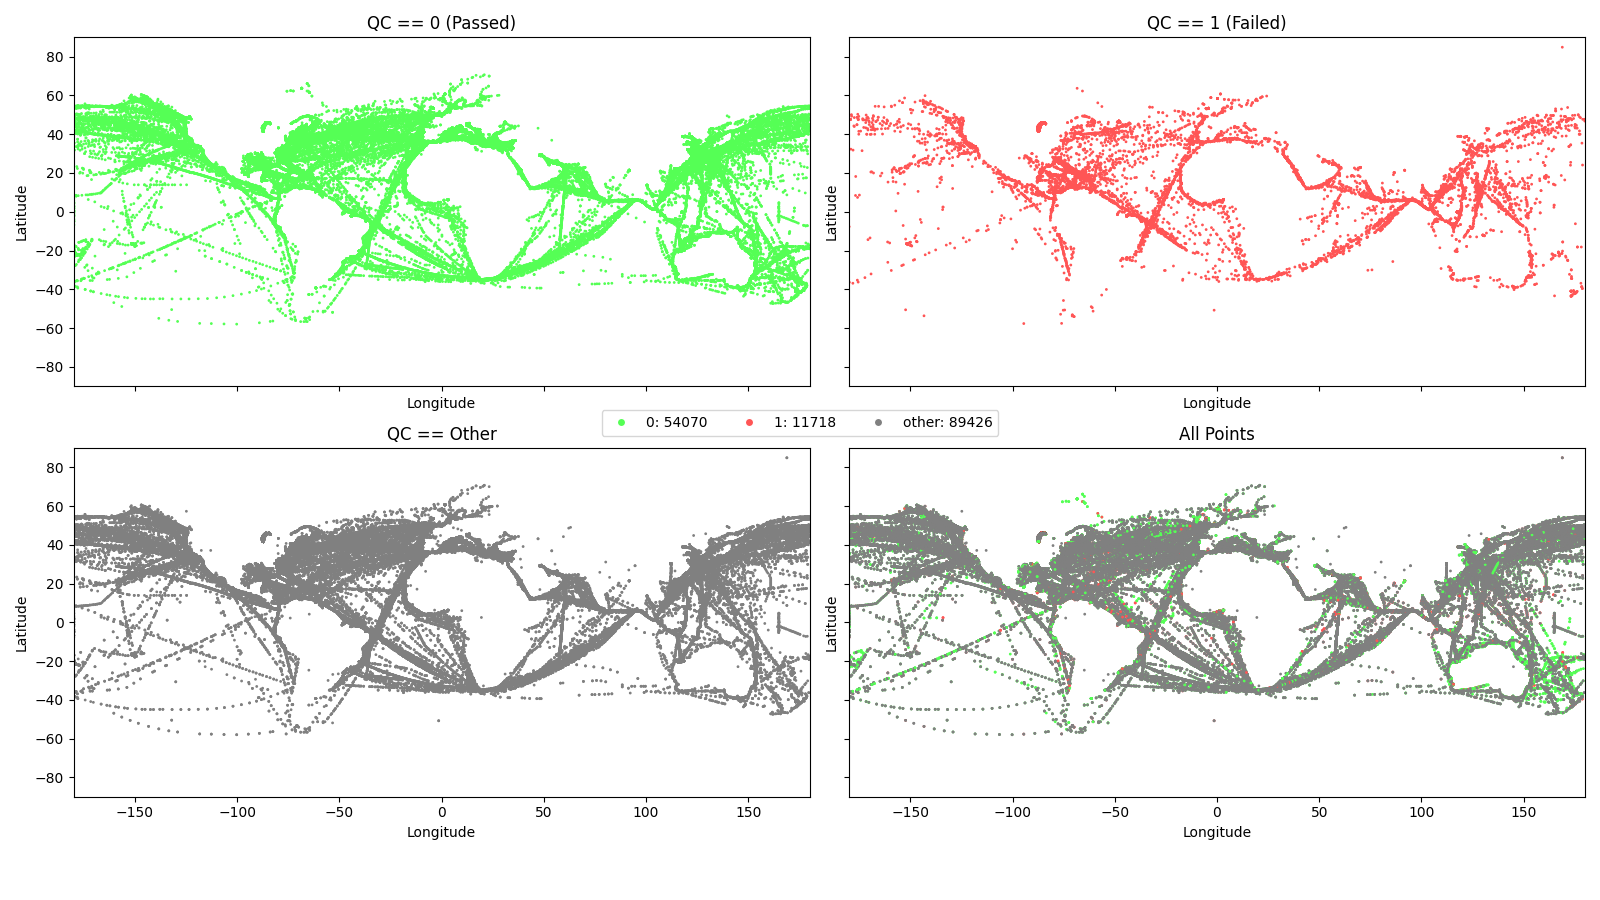 QC == 0 (Passed)
QC == 1 (Failed)
80
60
40
20
0
−20
−40
−60
−80
Latitude
Latitude
Longitude
Longitude
0: 54070 1: 11718 other: 89426
QC == Other
All Points
80
60
40
20
0
−20
−40
−60
−80
Latitude
Latitude
−150 −100 −50 0 50 100 150
−150 −100 −50 0 50 100 150
Longitude
Longitude